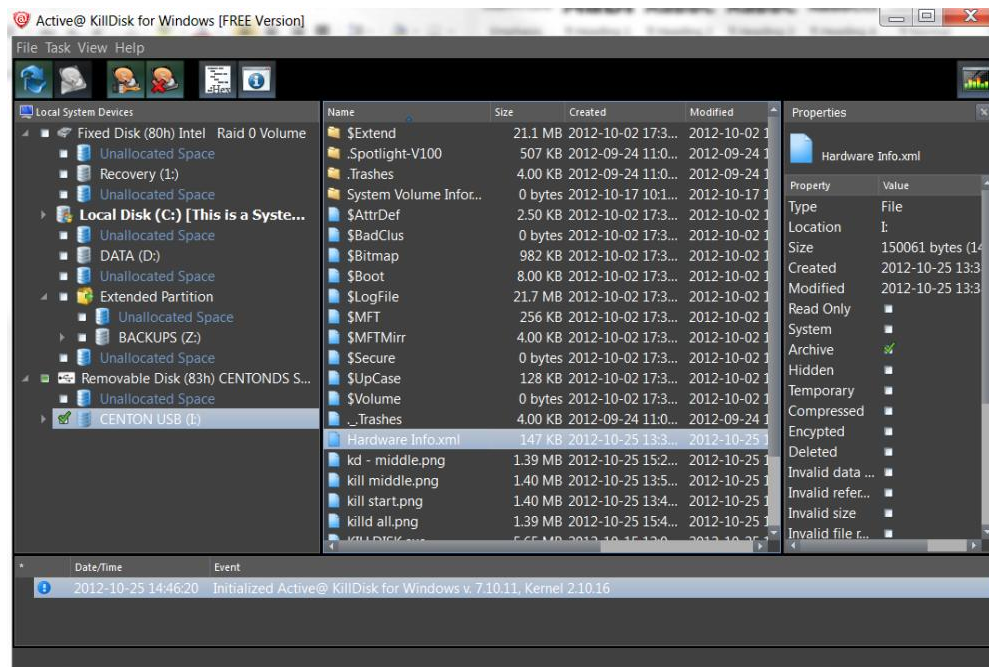 Active@ KillDisk for Windows [FREE Version]
File Task View Help
Local System Devices
Fixed Disk (80h) Intel Raid 0 Volume
Unallocated Space
Recovery (1:)
Unallocated Space
Local Disk (C:) [This is a Syste...
Unallocated Space
DATA (D:)
Unallocated Space
Extended Partition
Unallocated Space
BACKUPS (Z:)
Unallocated Space
Removable Disk (83h) CENTONDS S...
Unallocated Space
CENTON USB (I:)
Name Size Created Modified
$Extend 21.1 MB 2012-10-02 17:3... 2012-10-02 1
.Spotlight-V100 507 KB 2012-09-24 11:0... 2012-09-24 1
.Trashes 4.00 KB 2012-09-24 11:0... 2012-09-24 1
System Volume Infor... 0 bytes 2012-10-17 10:1... 2012-10-17 1
$AttrDef 2.50 KB 2012-10-02 17:3... 2012-10-02 1
$BadClus 0 bytes 2012-10-02 17:3... 2012-10-02 1
$Bitmap 982 KB 2012-10-02 17:3... 2012-10-02 1
$Boot 8.00 KB 2012-10-02 17:3... 2012-10-02 1
$LogFile 21.7 MB 2012-10-02 17:3... 2012-10-02 1
$MFT 256 KB 2012-10-02 17:3... 2012-10-02 1
$MFTMirr 4.00 KB 2012-10-02 17:3... 2012-10-02 1
$Secure 0 bytes 2012-10-02 17:3... 2012-10-02 1
$UpCase 128 KB 2012-10-02 17:3... 2012-10-02 1
$Volume 0 bytes 2012-10-02 17:3... 2012-10-02 1
._.Trashes 4.00 KB 2012-09-24 11:0... 2012-09-24 1
Hardware Info.xml 147 KB 2012-10-25 13:3... 2012-10-25 1
kd - middle.png 1.39 MB 2012-10-25 15:2... 2012-10-25 1
kill middle.png 1.40 MB 2012-10-25 13:5... 2012-10-25 1
kill start.png 1.40 MB 2012-10-25 13:4... 2012-10-25 1
killd all.png 1.39 MB 2012-10-25 15:4... 2012-10-25 1
Properties
Hardware Info.xml
Property Value
Type File
Location I:
Size 150061 bytes (14
Created 2012-10-25 13:3
Modified 2012-10-25 13:3
Read Only
System
Archive
Hidden
Temporary
Compressed
Encypted
Deleted
Invalid data ...
Invalid refer...
Invalid size
Invalid file r...
* Date/Time Event
2012-10-25 14:46:20 Initialized Active@ KillDisk for Windows v. 7.10.11, Kernel 2.10.16